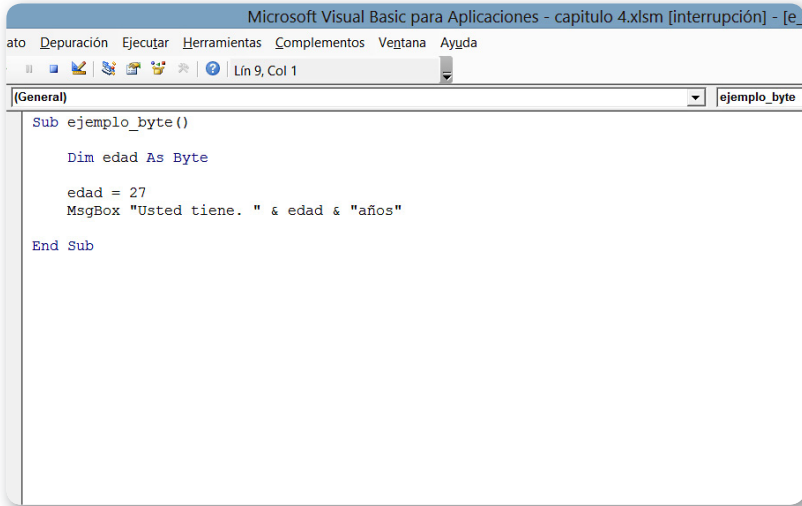 Microsoft Visual Basic para Aplicaciones - capitulo 4.xlsm [interrupción] - [e_
ato Depuración Ejecutar Herramientas Complementos Ventana Ayuda
Lín 9, Col 1
(General) ejemplo_byte
Sub ejemplo_byte()
Dim edad As Byte
edad = 27
MsgBox "Usted tiene. " & edad & "años"
End Sub